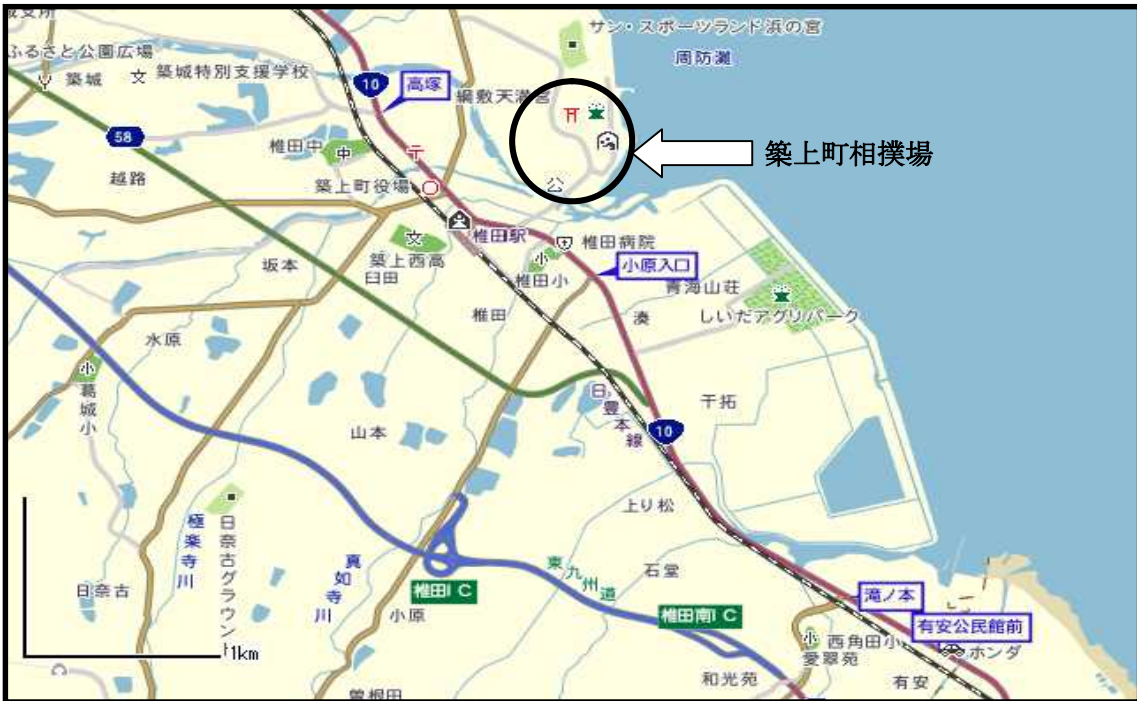 サン・スポーツランド浜の宮
周防灘
ふるさと公園広場
築城
文
築城特別支援学校
10
高塚
綱敷天満宮
58
椎田中
中
〒
築上町相撲場
越路
築上町役場
公
文
椎田駅
椎田病院
築上西高
臼田
坂本
小
椎田小
小原入口
青海山荘
しいだアグリパーク
椎田
湊
水原
小
葛城小
日豊本線
干拓
山本
10
上り松
極楽寺川
日奈古グラウント
真如寺川
東九州道
石堂
日奈古
椎田IC
小原
椎田南IC
滝ノ本
有安公民館前
小
西角田小
愛翠苑
ホンダ
1km
和光苑
有安
曽根田